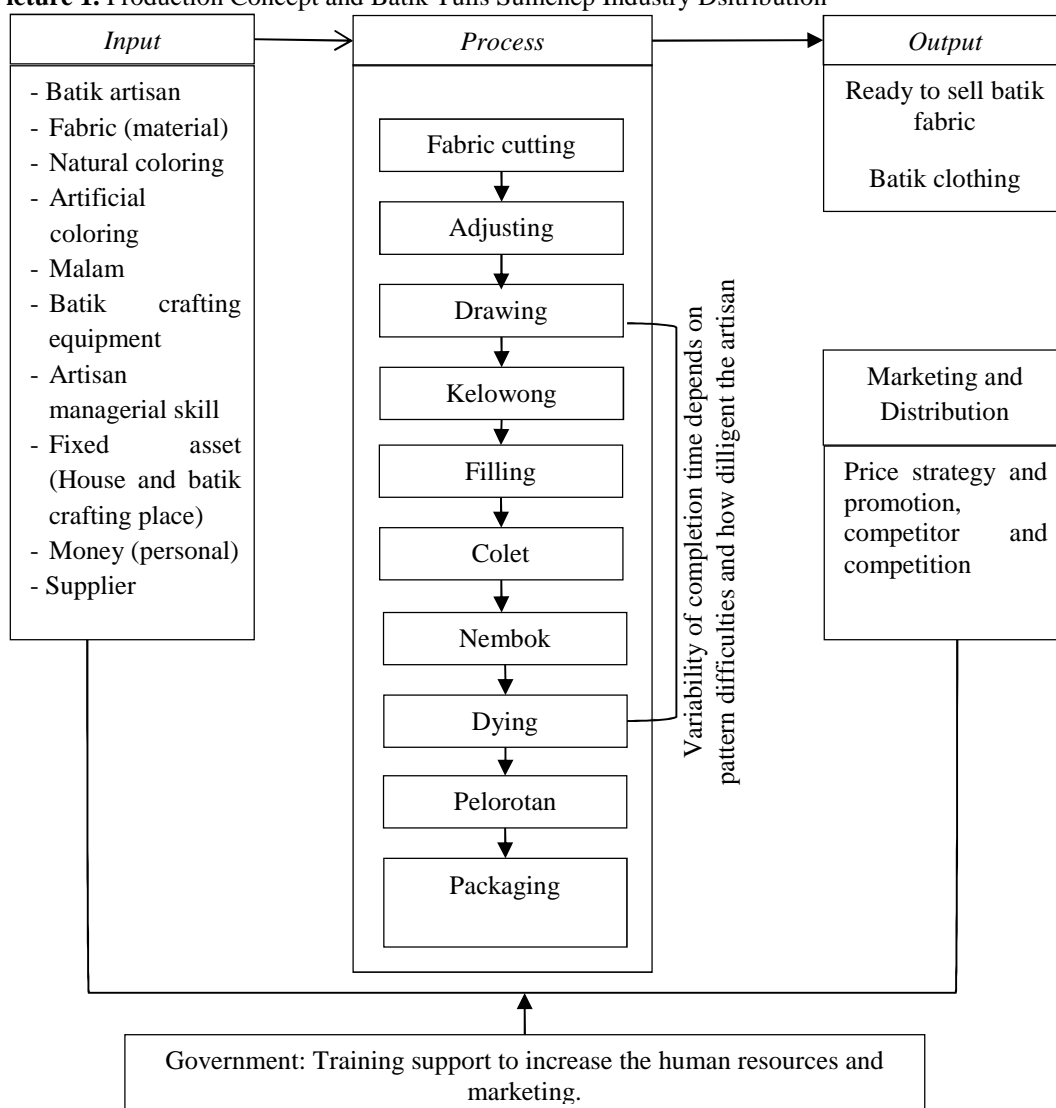 icture 1. Production Concept and Batik Tulis Sumenep Industry Dsitribution
Input
- Batik artisan
- Fabric (material)
- Natural coloring
- Artificial
coloring
- Malam
- Batik crafting
equipment
- Artisan
managerial skill
- Fixed asset
(House and batik
crafting place)
- Money (personal)
- Supplier
Process
Fabric cutting
Adjusting
Drawing
Kelowong
Filling
Colet
Nembok
Dying
Pelorotan
Packaging
Variability of completion time depends on
pattern difficulties and how dilligent the artisan
Output
Ready to sell batik
fabric
Batik clothing
Marketing and
Distribution
Price strategy and
promotion,
competitor and
competition
Government: Training support to increase the human resources and
marketing.